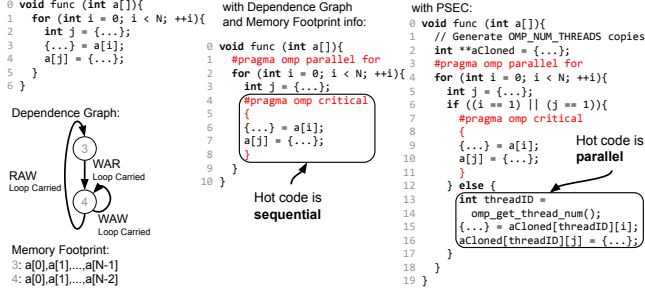 0 void func (int a[]){
1   for (int i = 0; i < N; ++i){
2     int j = {...};
3     {...} = a[i];
4     a[j] = {...};
5   }
6 }
Dependence Graph:
3
RAW
Loop Carried
WAR
Loop Carried
4
WAW
Loop Carried
Memory Footprint:
3: a[0],a[1],...,a[N-1]
4: a[0],a[1],...,a[N-2]
with Dependence Graph
and Memory Footprint info:
0 void func (int a[]){
1   #pragma omp parallel for
2   for (int i = 0; i < N; ++i){
3     int j = {...};
4     #pragma omp critical
5     {
6     {...} = a[i];
7     a[j] = {...};
8     }
9   }
10 }
Hot code is
sequential
with PSEC:
0 void func (int a[]){
1   // Generate OMP_NUM_THREADS copies
2   int **aCloned = {...};
3   #pragma omp parallel for
4   for (int i = 0; i < N; ++i){
5     int j = {...};
6     if ((i == 1) || (j == 1)){
7       #pragma omp critical
8       {
9       {...} = a[i];
10       a[j] = {...};
11       }
12     } else {
13       int threadID =
14         omp_get_thread_num();
15       {...} = aCloned[threadID][i];
16       aCloned[threadID][j] = {...};
17     }
18   }
19 }
Hot code is
parallel